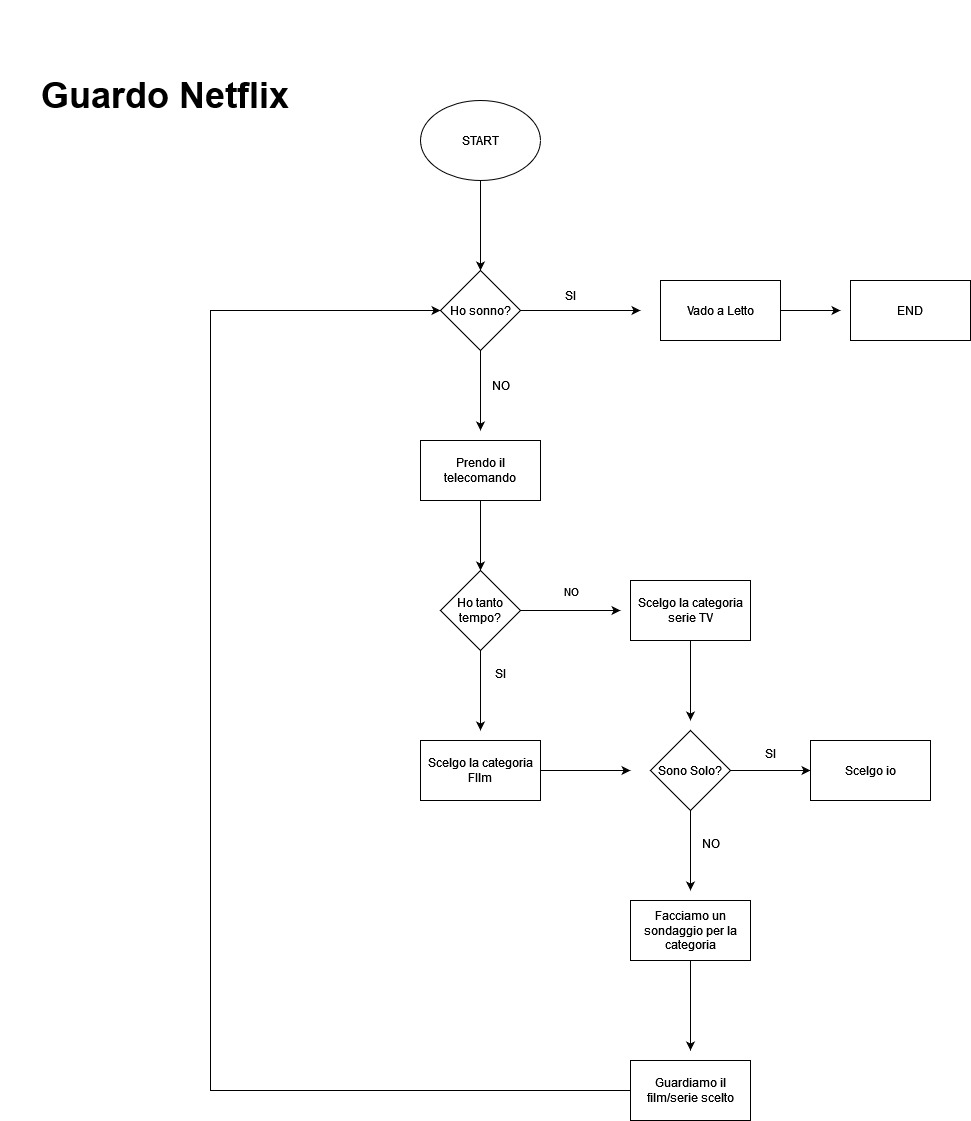 Guardo Netflix
START
Ho sonno?
SI
Vado a Letto
END
NO
Prendo il
telecomando
Ho tanto
tempo?
NO
Scelgo la categoria
serie TV
SI
Scelgo la categoria
FIlm
Sono Solo?
SI
Scelgo io
NO
Facciamo un
sondaggio per la
categoria
Guardiamo il
film/serie scelto